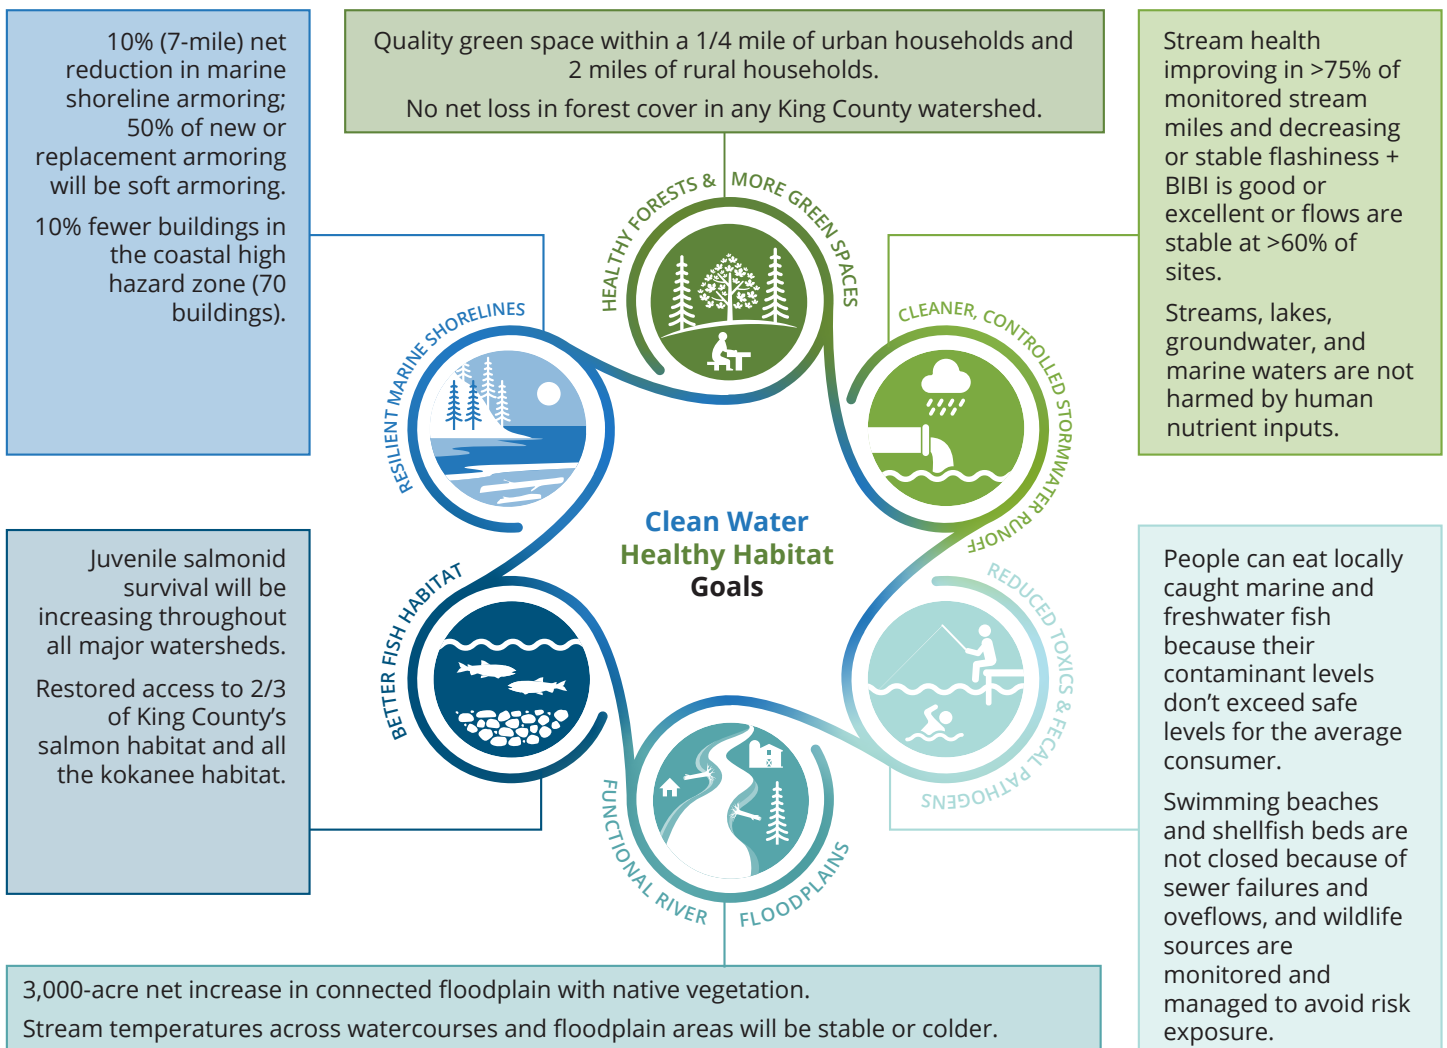 10% (7-mile) net
reduction in marine
shoreline armoring;
50% of new or
replacement armoring
will be soft armoring.
10% fewer buildings in
the coastal high
hazard zone (70
buildings).
Quality green space within a 1/4 mile of urban households and
2 miles of rural households.
No net loss in forest cover in any King County watershed.
Stream health
improving in >75% of
monitored stream
miles and decreasing
or stable flashiness +
BIBI is good or
excellent or flows are
stable at >60% of
sites.
Streams, lakes,
groundwater, and
marine waters are not
harmed by human
nutrient inputs.
HEALTHY FORESTS & MORE GREEN SPACES
RESILIENT MARINE SHORELINES
CLEANER, CONTROLLED STORMWATER RUNOFF
Clean Water
Healthy Habitat
Goals
BETTER FISH HABITAT
REDUCED TOXICS & FECAL PATHOGENS
FUNCTIONAL RIVER FLOODPLAINS
Juvenile salmonid
survival will be
increasing throughout
all major watersheds.
Restored access to 2/3
of King County’s
salmon habitat and all
the kokanee habitat.
People can eat locally
caught marine and
freshwater fish
because their
contaminant levels
don’t exceed safe
levels for the average
consumer.
Swimming beaches
and shellfish beds are
not closed because of
sewer failures and
oveflows, and wildlife
sources are
monitored and
managed to avoid risk
exposure.
3,000-acre net increase in connected floodplain with native vegetation.
Stream temperatures across watercourses and floodplain areas will be stable or colder.